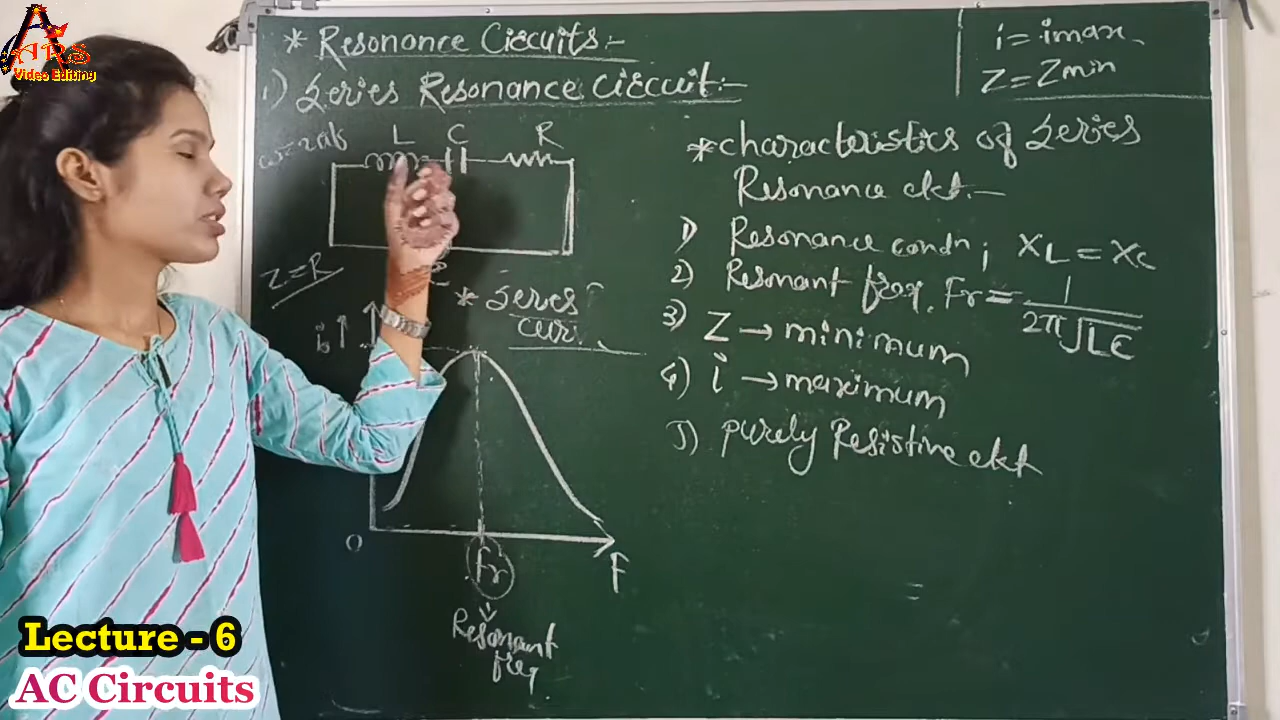 ARS
Video Editing
* Resonance Circuits:-
i = imax
Z = Zmin
1) Series Resonance Circuit:-
L C R
Z = R
* Series
i
O
Fr
F
Resonant
freq.
* Characteristics of Series
Resonance ckt.-
1) Resonance condn, XL = XC
2) Resonant freq. Fr = 1/2π√LC
3) Z → minimum
4) i → maximum
5) purely Resistive ckt
Lecture - 6
AC Circuits